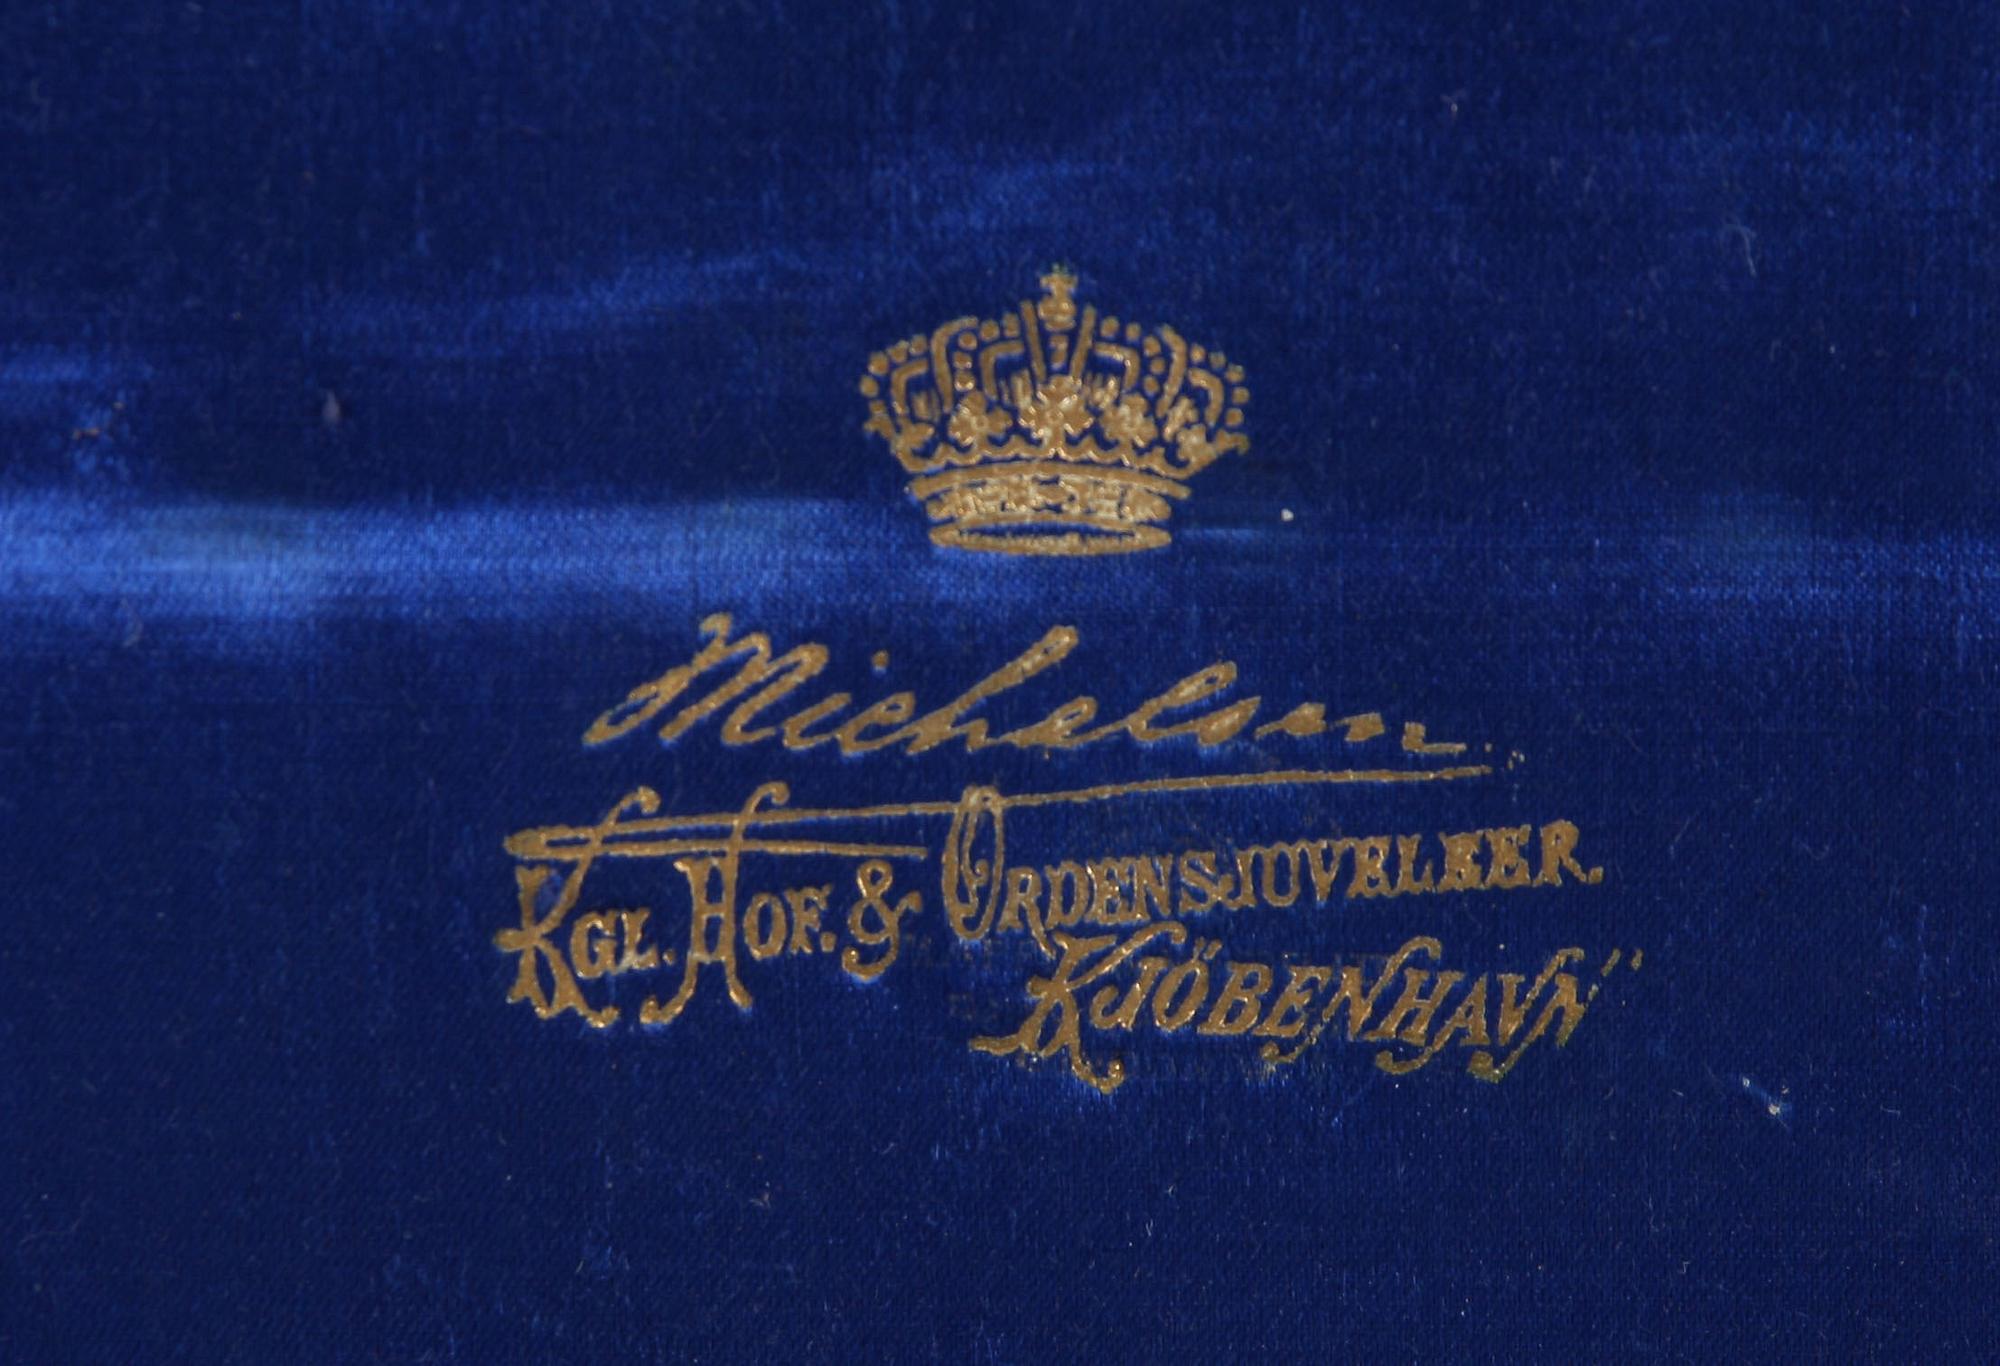 Michelsen
KGL. HOF. & ORDENSJUVELEER.
KJÖBENHAVN